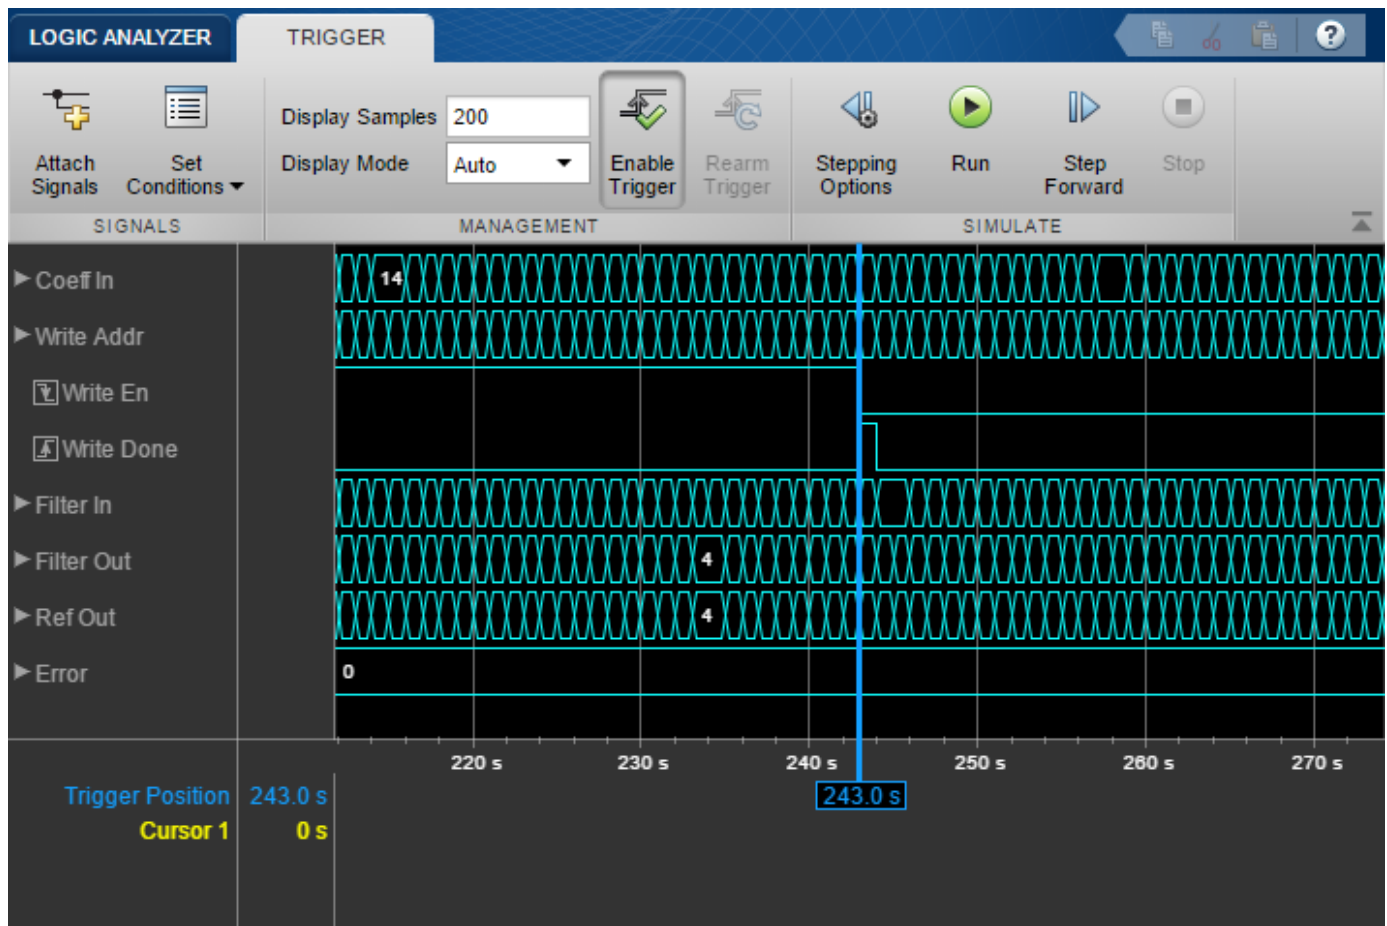 LOGIC ANALYZER TRIGGER
Display Samples 200
Display Mode Auto
Attach Signals
Set Conditions
Enable Trigger
Rearm Trigger
Stepping Options
Run
Step Forward
Stop
SIGNALS MANAGEMENT SIMULATE
Coeff In 14
Write Addr
Write En
Write Done
Filter In
Filter Out 4
Ref Out 4
Error 0
220 s 230 s 240 s 250 s 260 s 270 s
Trigger Position 243.0 s 243.0 s
Cursor 1 0 s